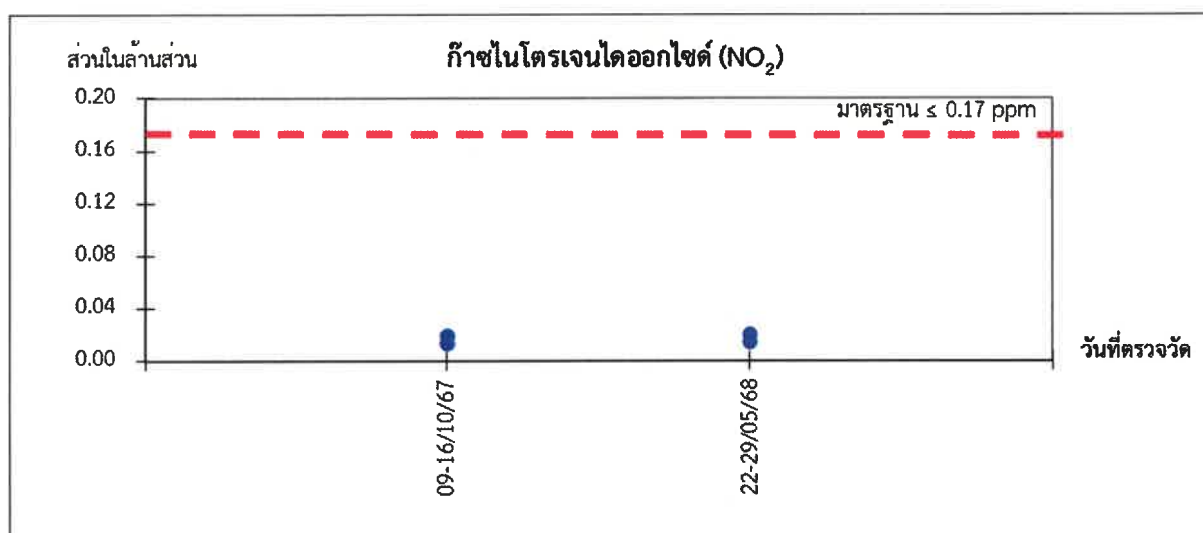 ก๊าซไนโตรเจนไดออกไซด์ (NO₂)
ส่วนในล้านส่วน
มาตรฐาน ≤ 0.17 ppm
0.20
0.16
0.12
0.08
0.04
0.00
วันที่ตรวจวัด
09-16/10/67
22-29/05/68